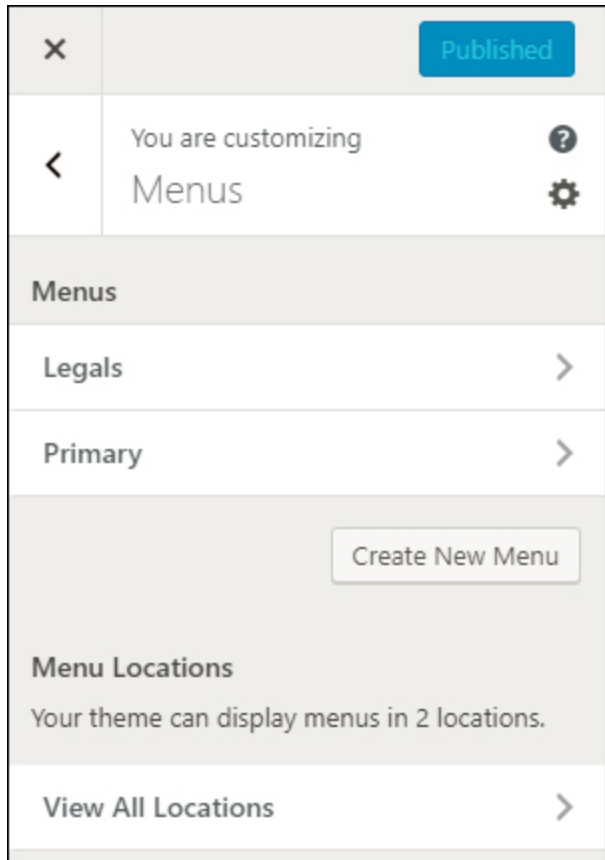 Published
You are customizing
Menus
Menus
Legals
Primary
Create New Menu
Menu Locations
Your theme can display menus in 2 locations.
View All Locations